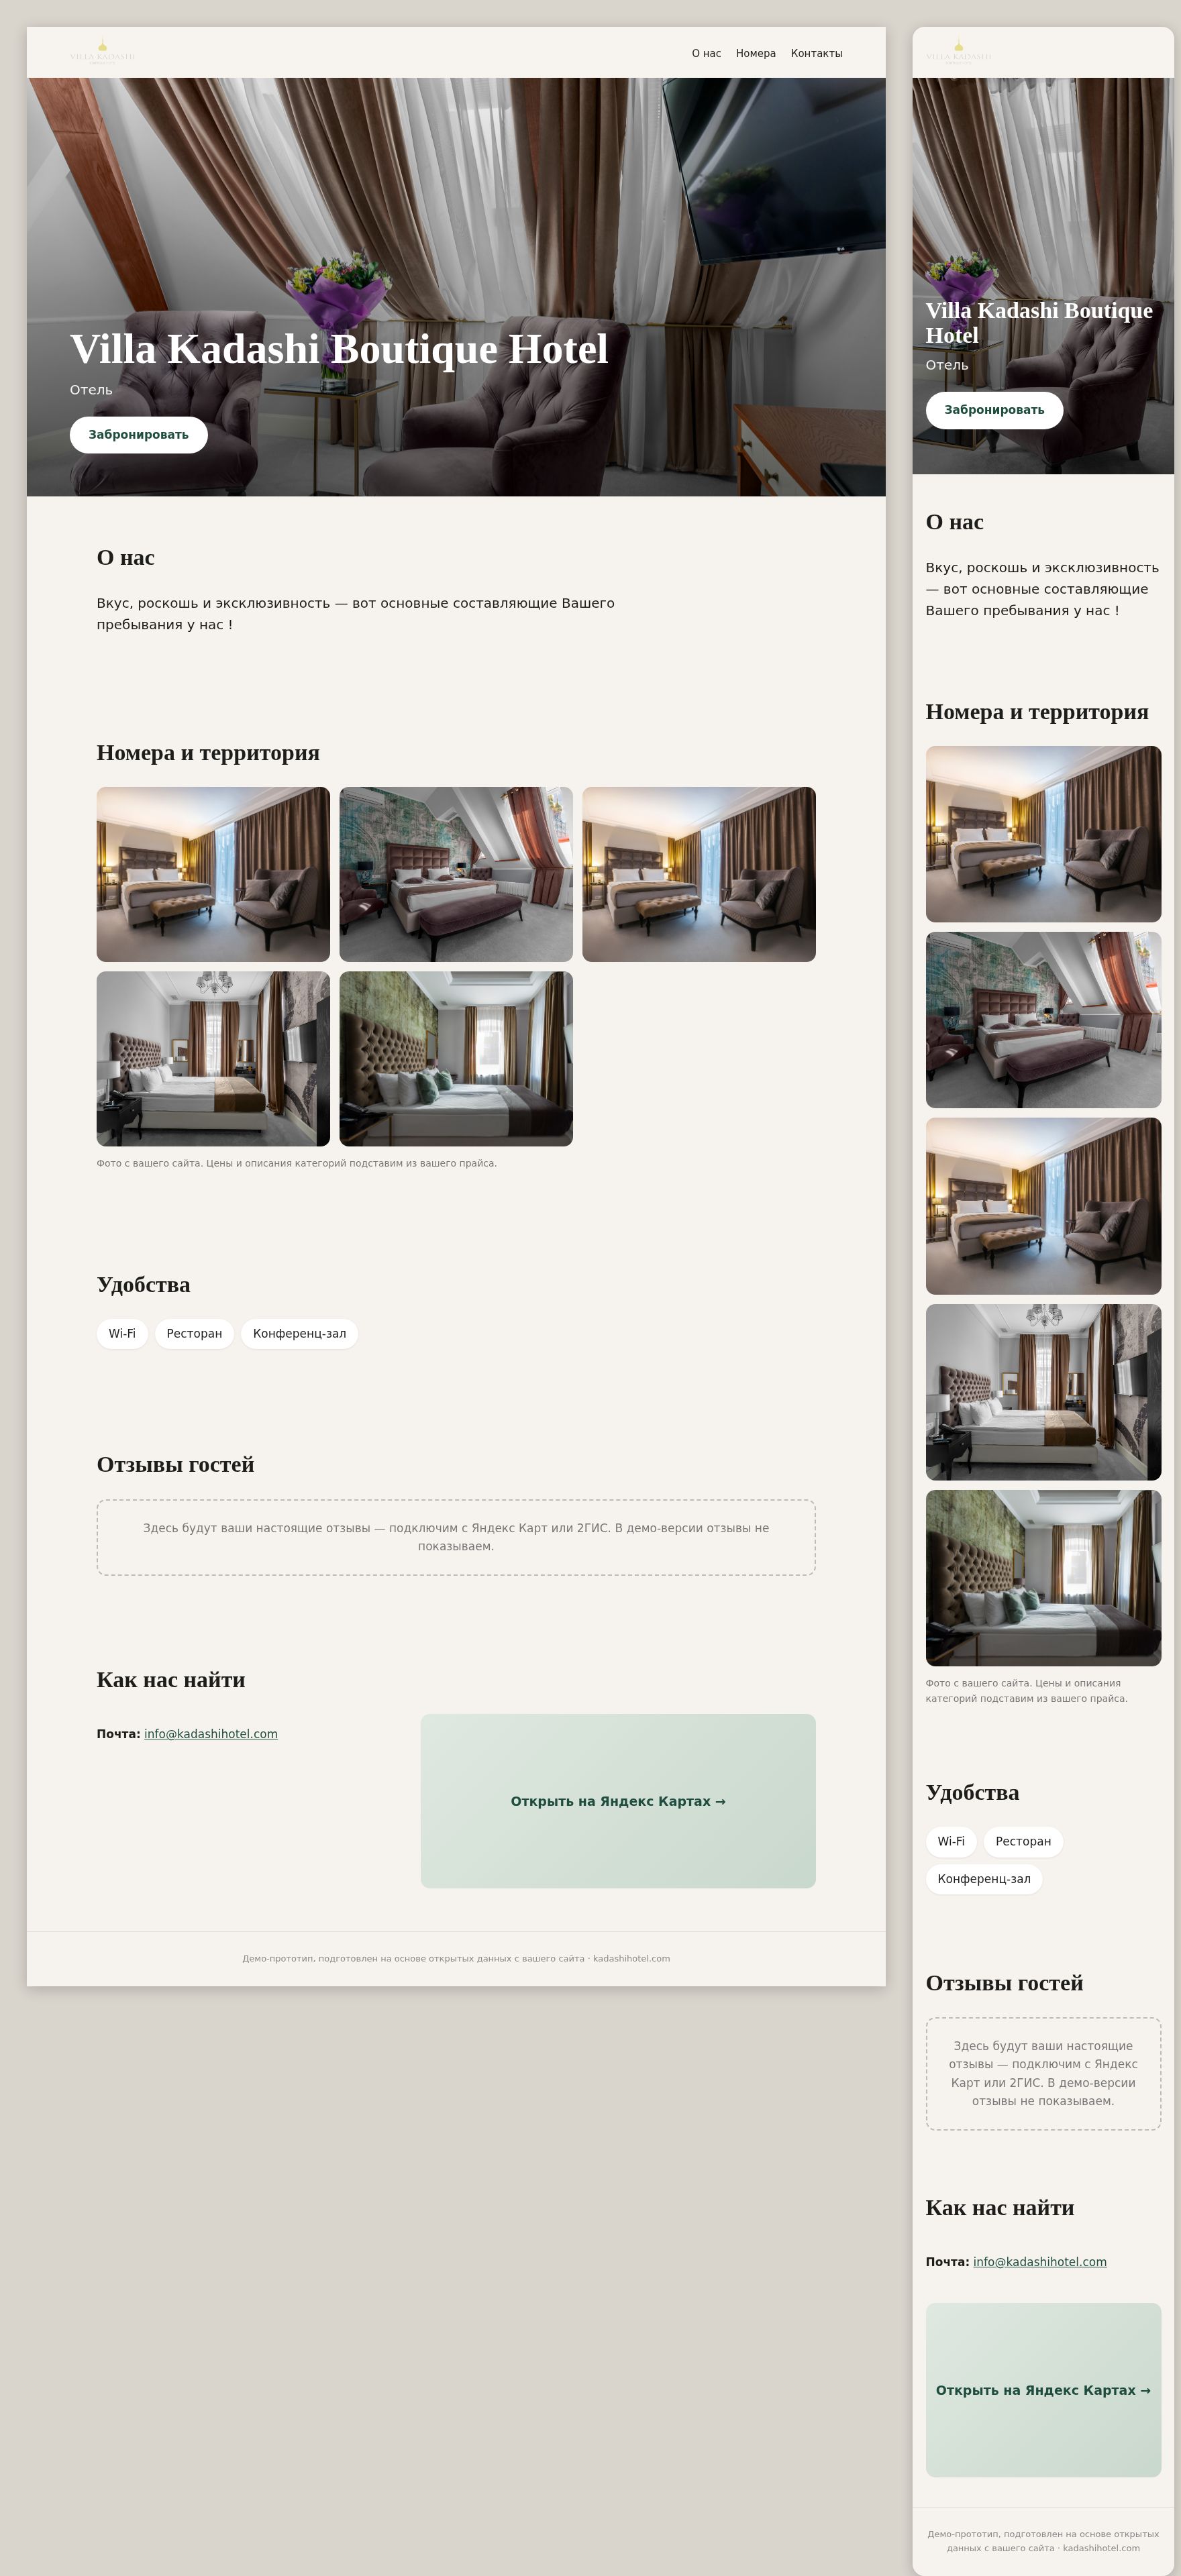 VILLA KADASHI
О нас Номера Контакты
Villa Kadashi Boutique Hotel
Отель
Забронировать
О нас
Вкус, роскошь и эксклюзивность — вот основные составляющие Вашего
пребывания у нас !
Номера и территория
Фото с вашего сайта. Цены и описания категорий подставим из вашего прайса.
Удобства
Wi-Fi Ресторан Конференц-зал
Отзывы гостей
Здесь будут ваши настоящие отзывы — подключим с Яндекс Карт или 2ГИС. В демо-версии отзывы не
показываем.
Как нас найти
Почта: info@kadashihotel.com
Открыть на Яндекс Картах →
Демо-прототип, подготовлен на основе открытых данных с вашего сайта · kadashihotel.com
VILLA KADASHI
Villa Kadashi Boutique
Hotel
Отель
Забронировать
О нас
Вкус, роскошь и эксклюзивность
— вот основные составляющие
Вашего пребывания у нас !
Номера и территория
Фото с вашего сайта. Цены и описания
категорий подставим из вашего прайса.
Удобства
Wi-Fi Ресторан
Конференц-зал
Отзывы гостей
Здесь будут ваши настоящие
отзывы — подключим с Яндекс
Карт или 2ГИС. В демо-версии
отзывы не показываем.
Как нас найти
Почта: info@kadashihotel.com
Открыть на Яндекс Картах →
Демо-прототип, подготовлен на основе открытых
данных с вашего сайта · kadashihotel.com